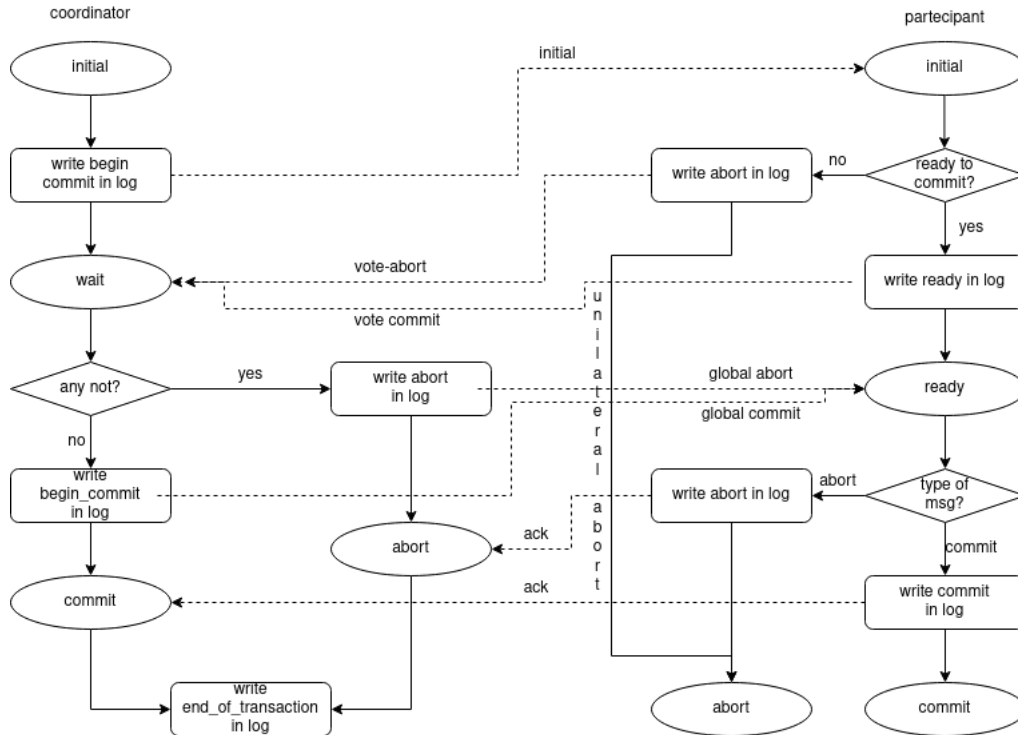 coordinator
partecipant
initial
initial
initial
write begin
commit in log
write abort in log
no
ready to
commit?
yes
wait
vote-abort
vote commit
write ready in log
unilateral abort
any not?
yes
write abort
in log
global abort
global commit
ready
no
write
begin_commit
in log
write abort in log
abort
type of
msg?
ack
abort
commit
commit
ack
write commit
in log
write
end_of_transaction
in log
abort
commit